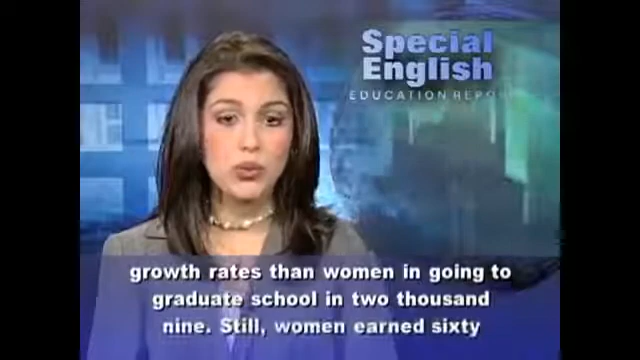 Special
English
EDUCATION REPORT
growth rates than women in going to
graduate school in two thousand
nine. Still, women earned sixty